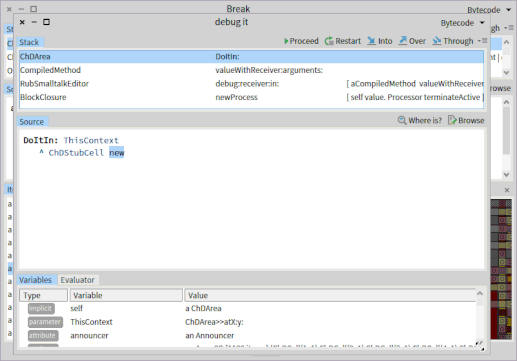 Break
Bytecode
debug it
Bytecode
Stack
Proceed Restart Into Over Through
ChDArea DoItIn:
CompiledMethod valueWithReceiver:arguments:
RubSmalltalkEditor debug:receiver:in: [ aCompiledMethod valueWithReceiver
BlockClosure newProcess [ self value. Processor terminateActive ]
Source Where is? Browse
DoItIn: ThisContext
^ ChDStubCell new
Variables Evaluator
Type Variable Value
implicit self a ChDArea
parameter ThisContext ChDArea>>atX:y:
attribute announcer an Announcer